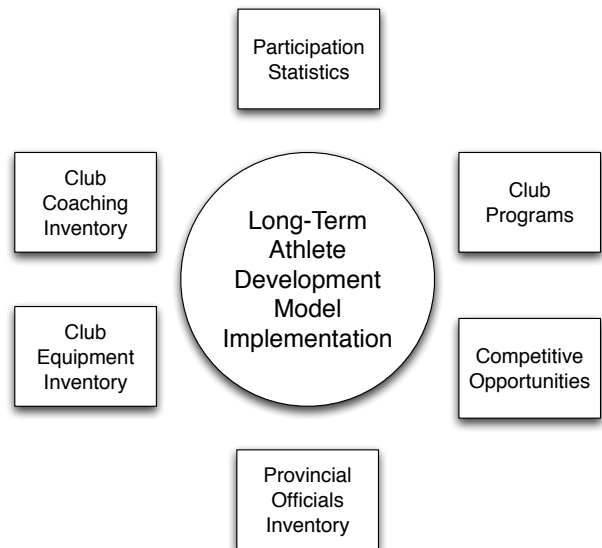 Participation
Statistics
Club
Coaching
Inventory
Long-Term
Athlete
Development
Model
Implementation
Club
Programs
Club
Equipment
Inventory
Competitive
Opportunities
Provincial
Officials
Inventory